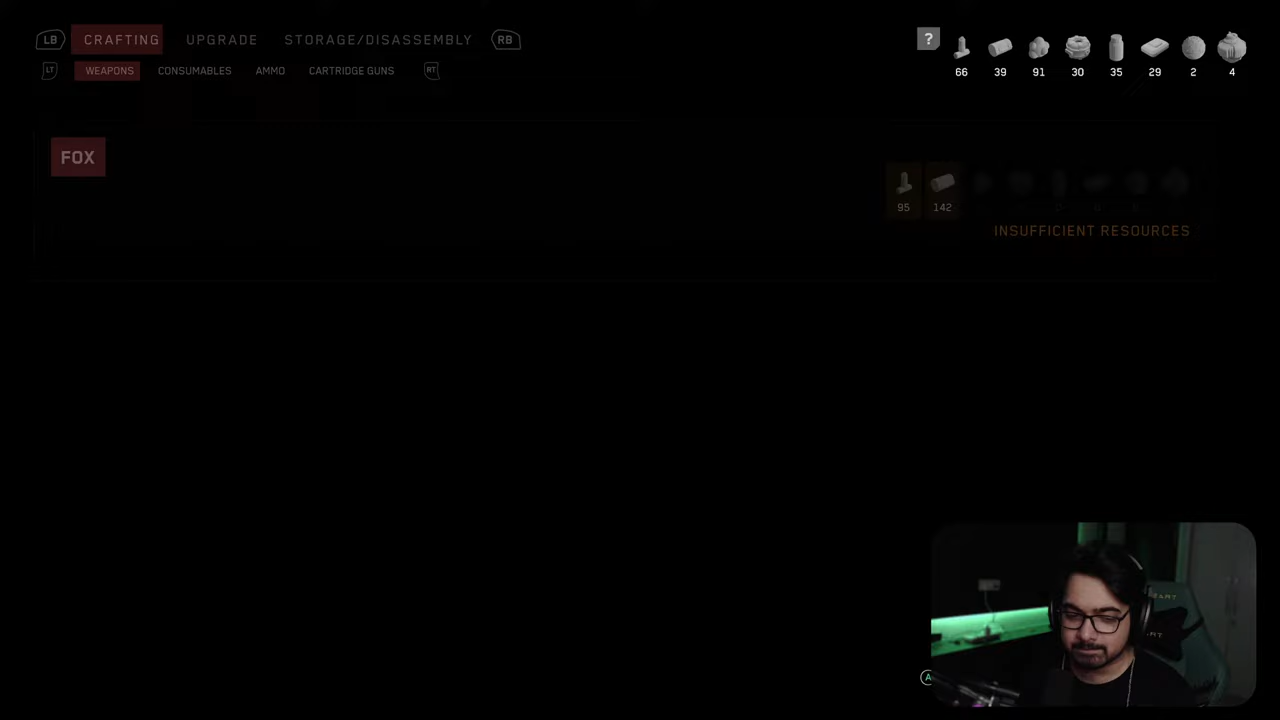 LB CRAFTING UPGRADE STORAGE/DISASSEMBLY RB ?
LT WEAPONS CONSUMABLES AMMO CARTRIDGE GUNS RT
66 39 91 30 35 29 2 4
FOX
95 142
INSUFFICIENT RESOURCES
A